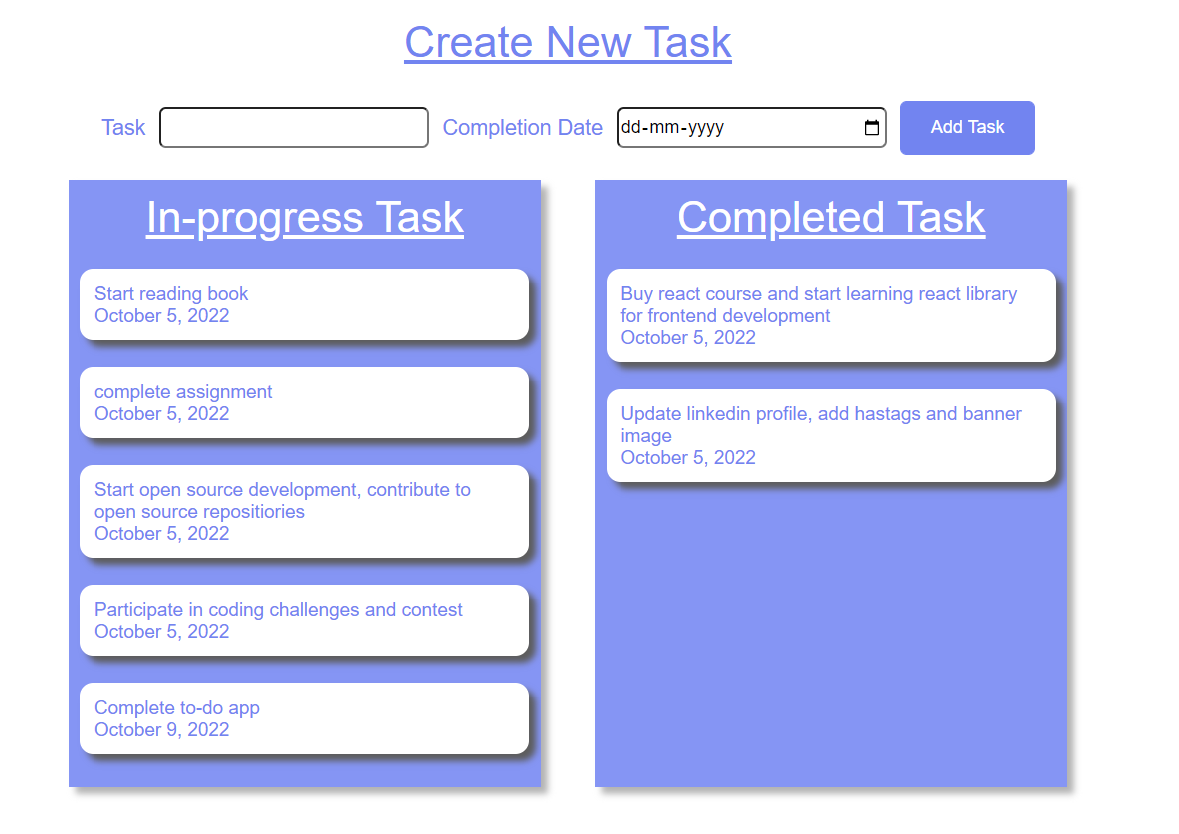 Create New Task
Task
Completion Date
dd-mm-yyyy
Add Task
In-progress Task
Start reading book
October 5, 2022
complete assignment
October 5, 2022
Start open source development, contribute to
open source repositiories
October 5, 2022
Participate in coding challenges and contest
October 5, 2022
Complete to-do app
October 9, 2022
Completed Task
Buy react course and start learning react library
for frontend development
October 5, 2022
Update linkedin profile, add hastags and banner
image
October 5, 2022